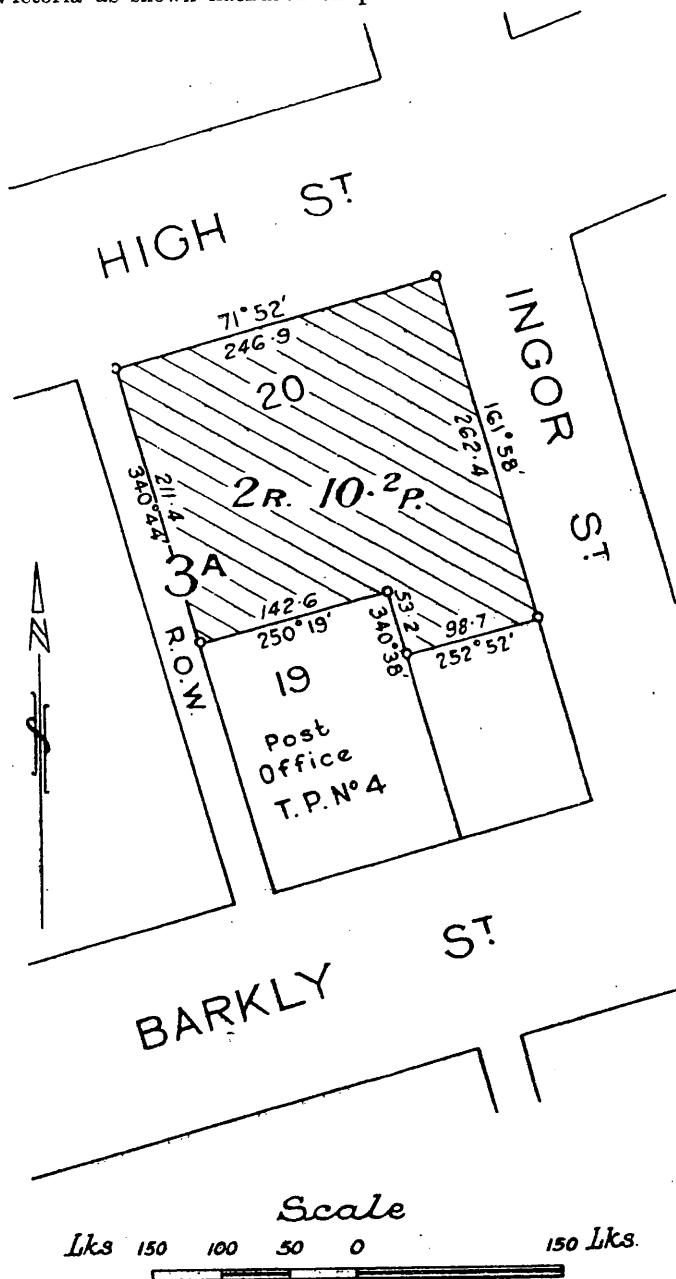 HIGH ST
INGOR ST
71°52'
246·9
20
161°58'
262·4
2R. 10·2P.
211·4
340°44'
3A
142·6
250°19'
53·2
340°38'
98·7
252°52'
R.O.W.
N
19
Post
Office
T.P. No 4
BARKLY ST
Scale
Lks 150 100 50 0 150 Lks.